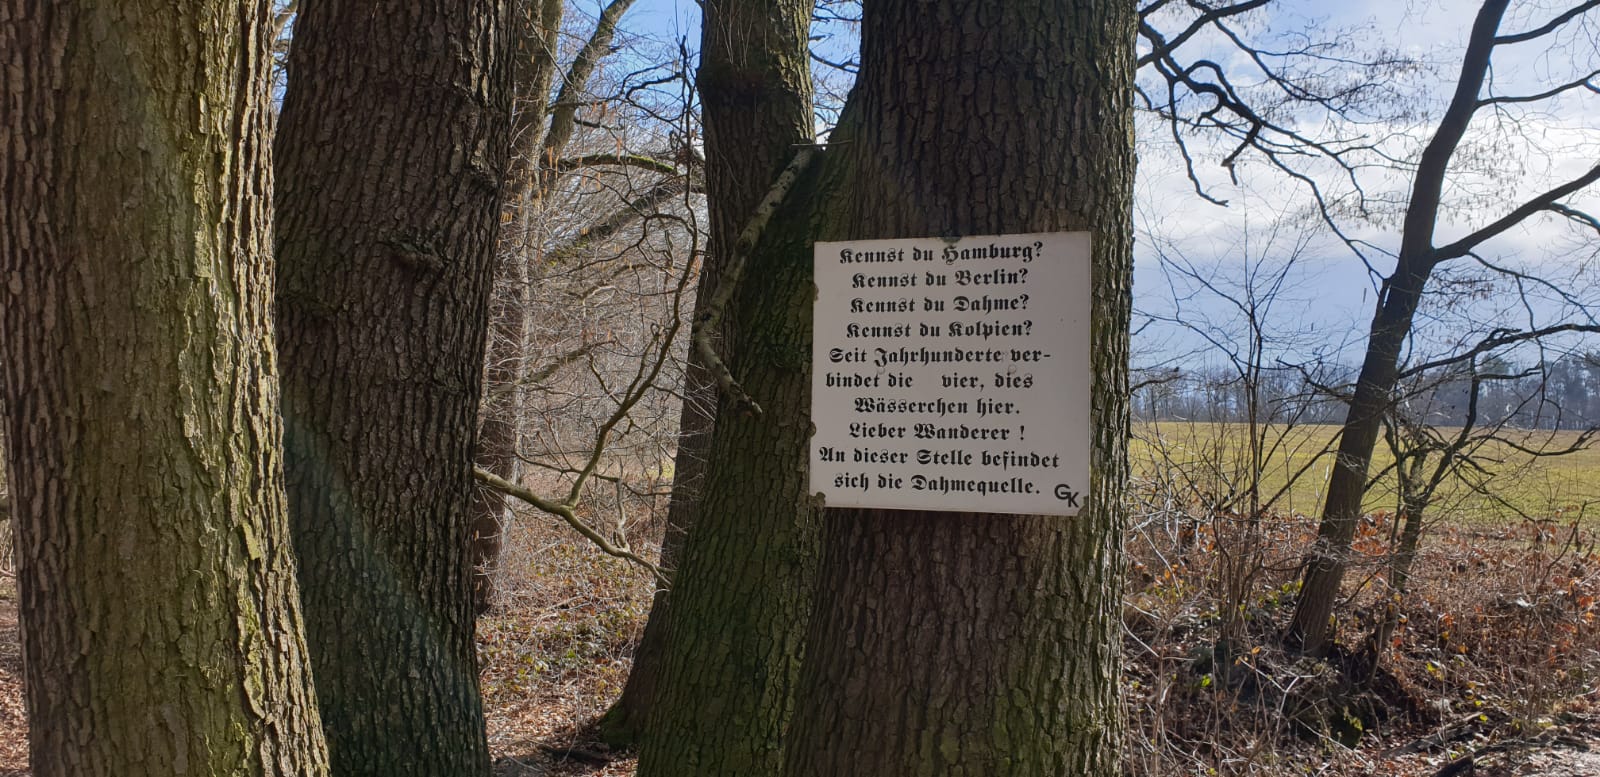 Kennst du Hamburg?
Kennst du Berlin?
Kennst du Dahme?
Kennst du Kolpien?
Seit Jahrhunderte ver-
bindet die vier, dies
Wässerchen hier.
Lieber Wanderer !
An dieser Stelle befindet
sich die Dahmequelle.
GK